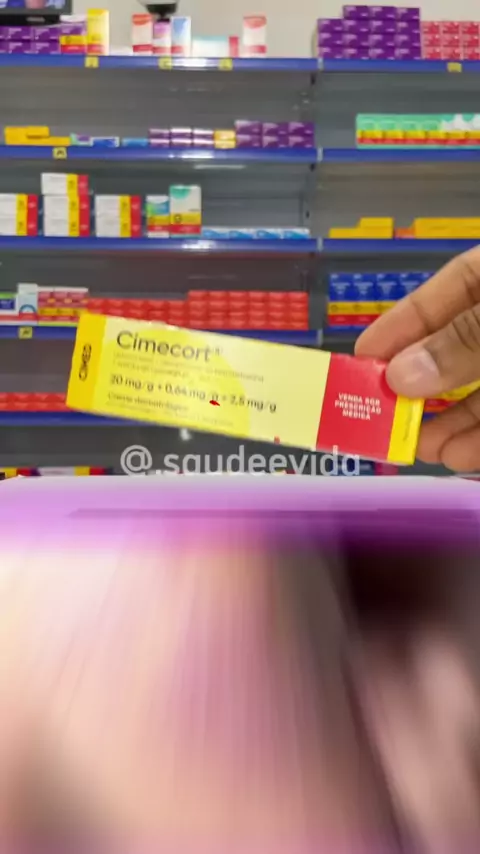 Cimecort
20 mg/g + 0,64 mg/g + 2,5 mg/g
Creme dermatológico
CIMED
VENDA SOB
PRESCRIÇÃO
MÉDICA
@saudeevida